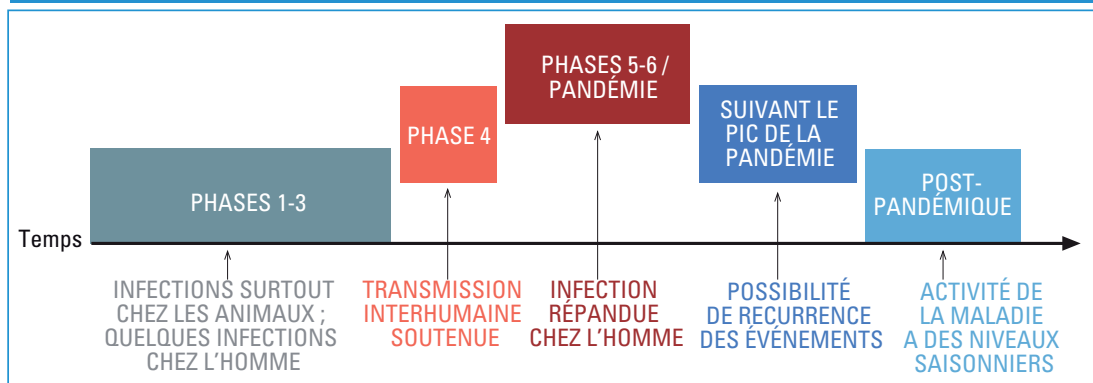 PHASES 5-6 /
PANDÉMIE
SUIVANT LE
PIC DE LA
PANDÉMIE
PHASE 4
PHASES 1-3
POST-
PANDÉMIQUE
Temps
INFECTIONS SURTOUT
CHEZ LES ANIMAUX ;
QUELQUES INFECTIONS
CHEZ L'HOMME
TRANSMISSION
INTERHUMAINE
SOUTENUE
INFECTION
RÉPANDUE
CHEZ L'HOMME
POSSIBILITÉ
DE RECURRENCE
DES ÉVÉNEMENTS
ACTIVITÉ DE
LA MALADIE
A DES NIVEAUX
SAISONNIERS